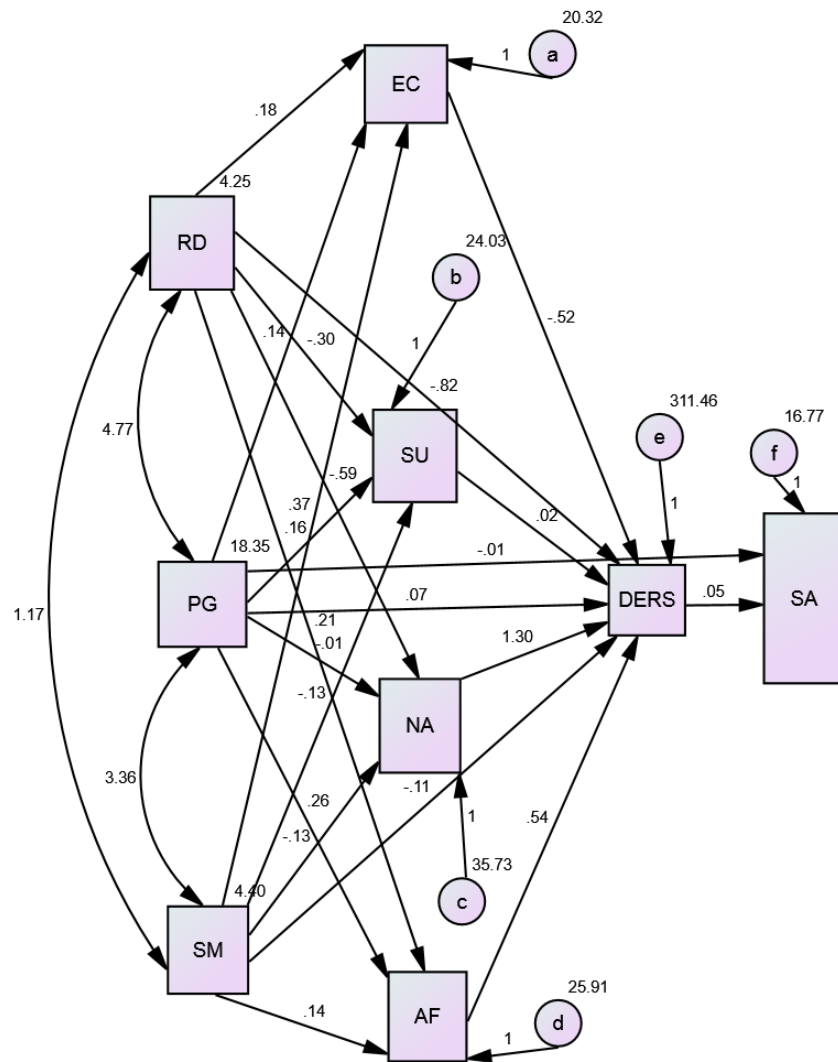 20.32
a
1
EC
.18
4.25
RD
24.03
b
1
-.52
.14
-.30
-.82
4.77
311.46
e
16.77
f
1
SU
1
-.59
.37
.16
.02
18.35
-.01
PG
.07
DERS
.05
SA
1.17
.21
-.01
1.30
-.13
NA
3.36
-.11
.26
-.13
1
.54
35.73
c
4.40
SM
25.91
AF
d
.14
1